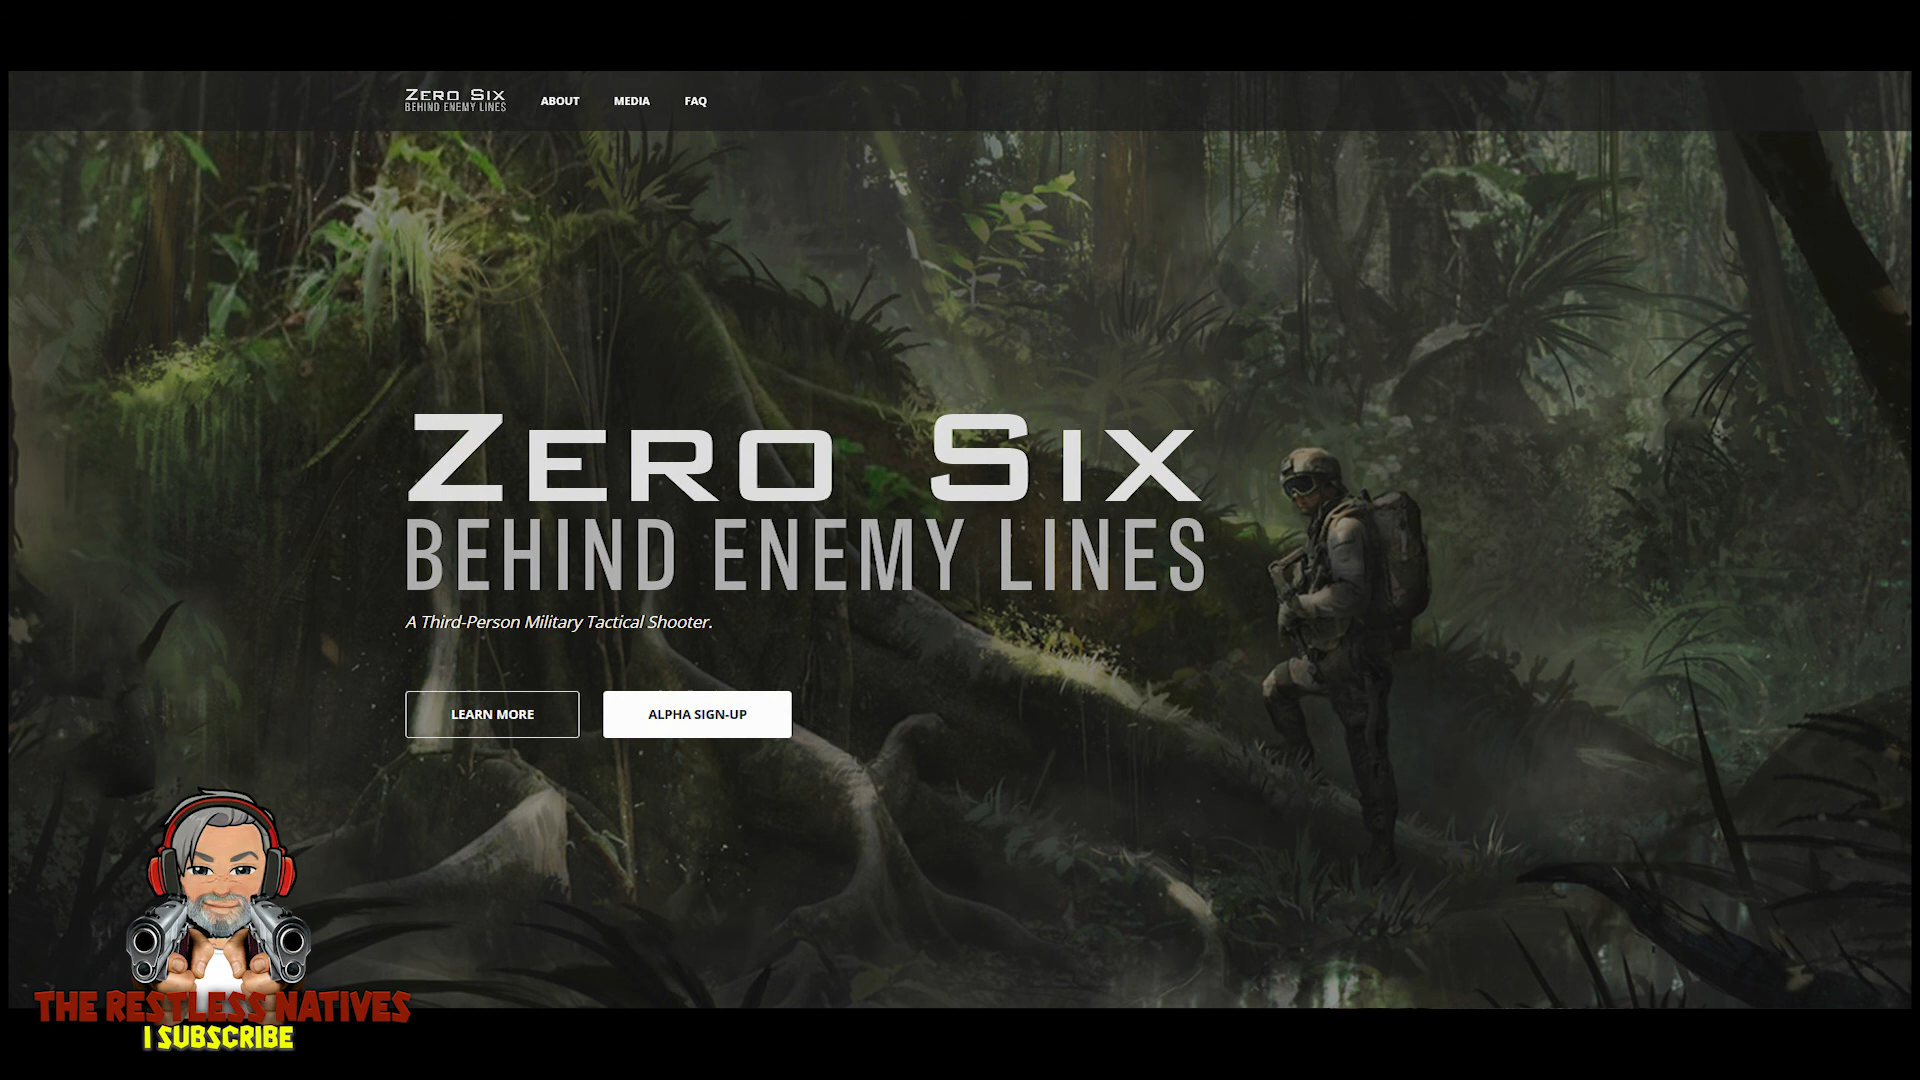 Zero Six
BEHIND ENEMY LINES
ABOUT
MEDIA
FAQ
Zero Six
BEHIND ENEMY LINES
A Third-Person Military Tactical Shooter.
LEARN MORE
ALPHA SIGN-UP
THE RESTLESS NATIVES
I SUBSCRIBE